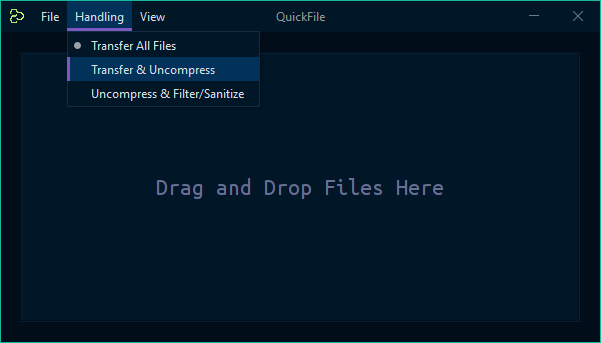 File Handling View QuickFile
Transfer All Files
Transfer & Uncompress
Uncompress & Filter/Sanitize
Drag and Drop Files Here